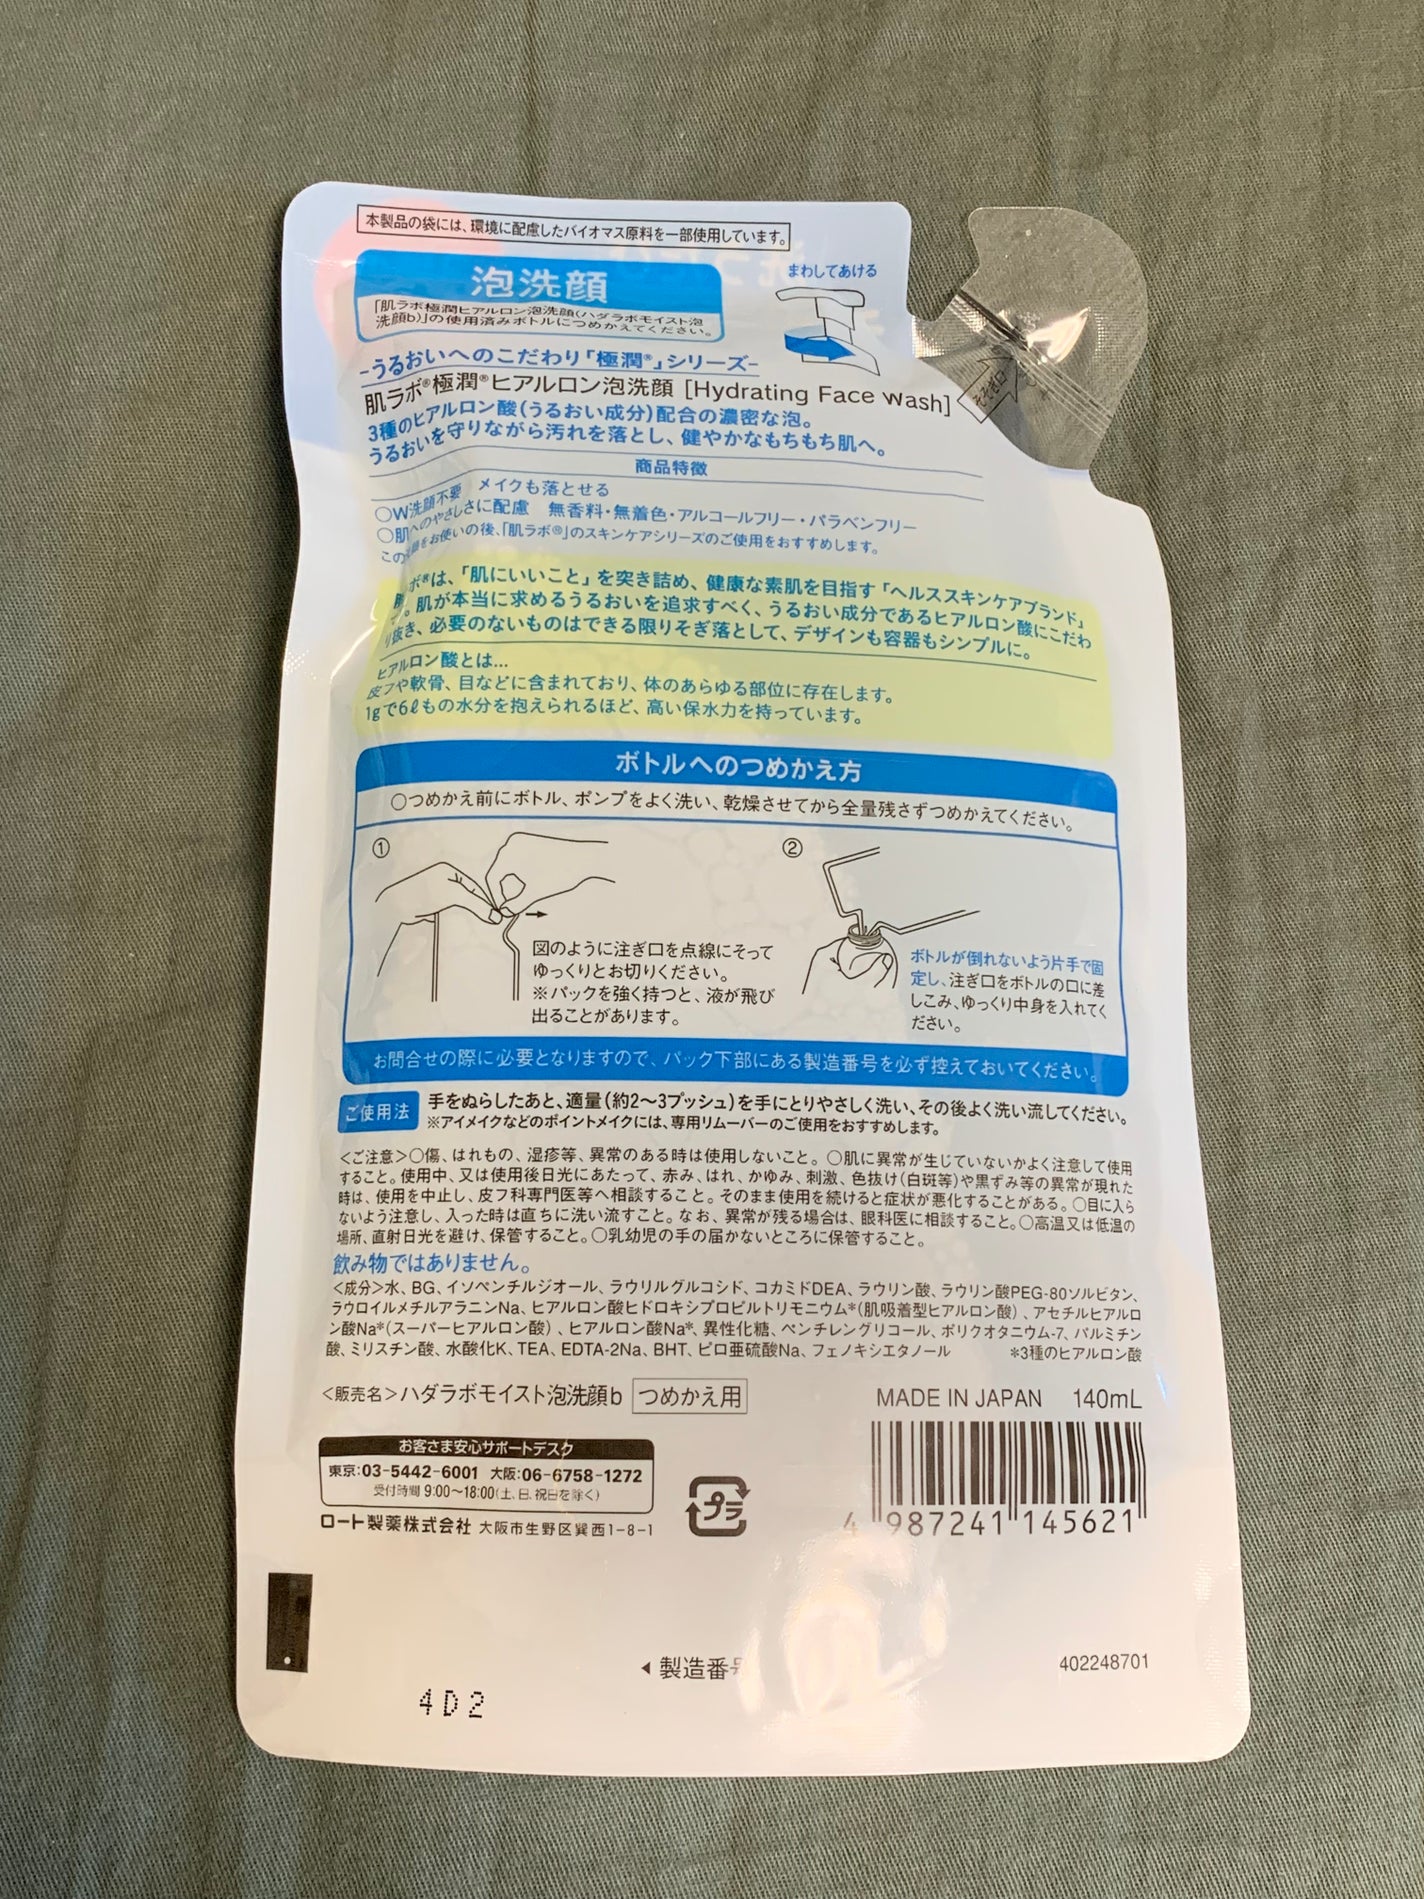 本製品の袋には、環境に配慮したバイオマス原料を一部使用しています。
泡洗顔
「肌ラボ極潤ヒアルロン泡洗顔(ハダラボモイスト泡
洗顔b)」の使用済みボトルにつめかえてください。
まわしてあける
-うるおいへのこだわり「極潤®」シリーズ-
肌ラボ®極潤®ヒアルロン泡洗顔 [Hydrating Face Wash]
3種のヒアルロン酸(うるおい成分)配合の濃密な泡。
うるおいを守りながら汚れを落とし、健やかなもちもち肌へ。
商品特徴
○W洗顔不要 メイクも落とせる
○肌へのやさしさに配慮 無香料・無着色・アルコールフリー・パラベンフリー
この洗顔をお使いの後、「肌ラボ®」のスキンケアシリーズのご使用をおすすめします。
肌ラボ®は、「肌にいいこと」を突き詰め、健康な素肌を目指す「ヘルススキンケアブランド」
です。肌が本当に求めるうるおいを追求すべく、うるおい成分であるヒアルロン酸にこだわ
り抜き、必要のないものはできる限りそぎ落として、デザインも容器もシンプルに。
ヒアルロン酸とは...
皮フや軟骨、目などに含まれており、体のあらゆる部位に存在します。
1gで6ℓもの水分を抱えられるほど、高い保水力を持っています。
ボトルへのつめかえ方
○つめかえ前にボトル、ポンプをよく洗い、乾燥させてから全量残さずつめかえてください。
①
図のように注ぎ口を点線にそって
ゆっくりとお切りください。
※パックを強く持つと、液が飛び
出ることがあります。
②
ボトルが倒れないよう片手で固
定し、注ぎ口をボトルの口に差
しこみ、ゆっくり中身を入れてく
ださい。
お問合せの際に必要となりますので、パック下部にある製造番号を必ず控えておいてください。
ご使用法
手をぬらしたあと、適量(約2〜3プッシュ)を手にとりやさしく洗い、その後よく洗い流してください。
※アイメイクなどのポイントメイクには、専用リムーバーのご使用をおすすめします。
<ご注意>○傷、はれもの、湿疹等、異常のある時は使用しないこと。○肌に異常が生じていないかよく注意して使用
すること。使用中、又は使用後日光にあたって、赤み、はれ、かゆみ、刺激、色抜け(白斑等)や黒ずみ等の異常が現れた
時は、使用を中止し、皮フ科専門医等へ相談すること。そのまま使用を続けると症状が悪化することがある。○目に入ら
ないよう注意し、入った時は直ちに洗い流すこと。なお、異常が残る場合は、眼科医に相談すること。○高温又は低温の
場所、直射日光を避け、保管すること。○乳幼児の手の届かないところに保管すること。
飲み物ではありません。
<成分>水、BG、イソペンチルジオール、ラウリルグルコシド、コカミドDEA、ラウリン酸、ラウリン酸PEG-80ソルビタン、
ラウロイルメチルアラニンNa、ヒアルロン酸ヒドロキシプロピルトリモニウム*(肌吸着型ヒアルロン酸)、アセチルヒアルロ
ン酸Na*(スーパーヒアルロン酸)、ヒアルロン酸Na*、異性化糖、ペンチレングリコール、ポリクオタニウム-7、パルミチン
酸、ミリスチン酸、水酸化K、TEA、EDTA-2Na、BHT、ピロ亜硫酸Na、フェノキシエタノール *3種のヒアルロン酸
<販売名>ハダラボモイスト泡洗顔b つめかえ用
MADE IN JAPAN 140mL
お客さま安心サポートデスク
東京:03-5442-6001 大阪:06-6758-1272
受付時間 9:00〜18:00(土、日、祝日を除く)
ロート製薬株式会社 大阪市生野区巽西1-8-1
プラ
4 987241 145621
◀製造番号
402248701
4D2